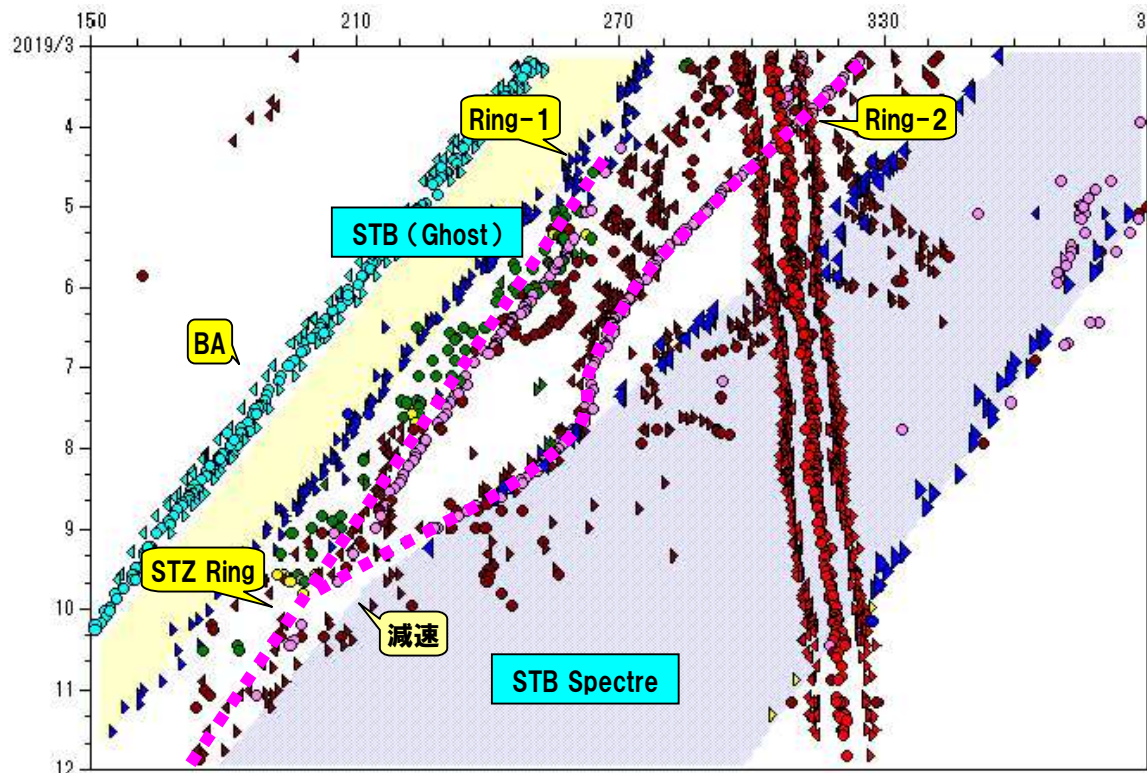 150 210 270 330 3
2019/3
4
Ring-1
Ring-2
5
STB（Ghost）
6
BA
7
8
9
STZ Ring
10
減速
STB Spectre
11
12